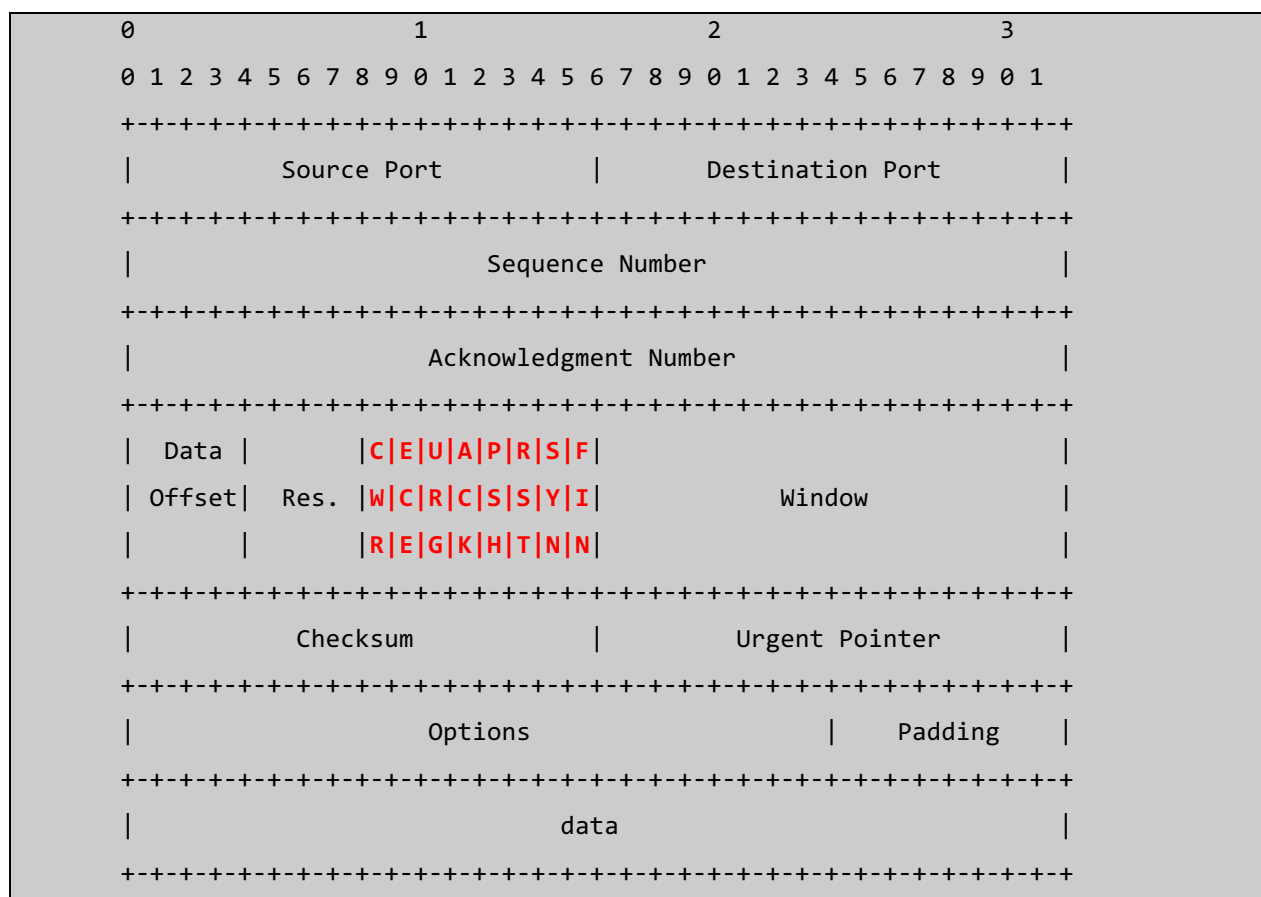 0                   1                   2                   3
0 1 2 3 4 5 6 7 8 9 0 1 2 3 4 5 6 7 8 9 0 1 2 3 4 5 6 7 8 9 0 1
+-+-+-+-+-+-+-+-+-+-+-+-+-+-+-+-+-+-+-+-+-+-+-+-+-+-+-+-+-+-+-+-+
|          Source Port          |       Destination Port        |
+-+-+-+-+-+-+-+-+-+-+-+-+-+-+-+-+-+-+-+-+-+-+-+-+-+-+-+-+-+-+-+-+
|                        Sequence Number                        |
+-+-+-+-+-+-+-+-+-+-+-+-+-+-+-+-+-+-+-+-+-+-+-+-+-+-+-+-+-+-+-+-+
|                    Acknowledgment Number                      |
+-+-+-+-+-+-+-+-+-+-+-+-+-+-+-+-+-+-+-+-+-+-+-+-+-+-+-+-+-+-+-+-+
|  Data |       |C|E|U|A|P|R|S|F|                               |
| Offset|  Res. |W|C|R|C|S|S|Y|I|            Window             |
|       |       |R|E|G|K|H|T|N|N|                               |
+-+-+-+-+-+-+-+-+-+-+-+-+-+-+-+-+-+-+-+-+-+-+-+-+-+-+-+-+-+-+-+-+
|           Checksum            |         Urgent Pointer        |
+-+-+-+-+-+-+-+-+-+-+-+-+-+-+-+-+-+-+-+-+-+-+-+-+-+-+-+-+-+-+-+-+
|                    Options                    |    Padding    |
+-+-+-+-+-+-+-+-+-+-+-+-+-+-+-+-+-+-+-+-+-+-+-+-+-+-+-+-+-+-+-+-+
|                             data                              |
+-+-+-+-+-+-+-+-+-+-+-+-+-+-+-+-+-+-+-+-+-+-+-+-+-+-+-+-+-+-+-+-+